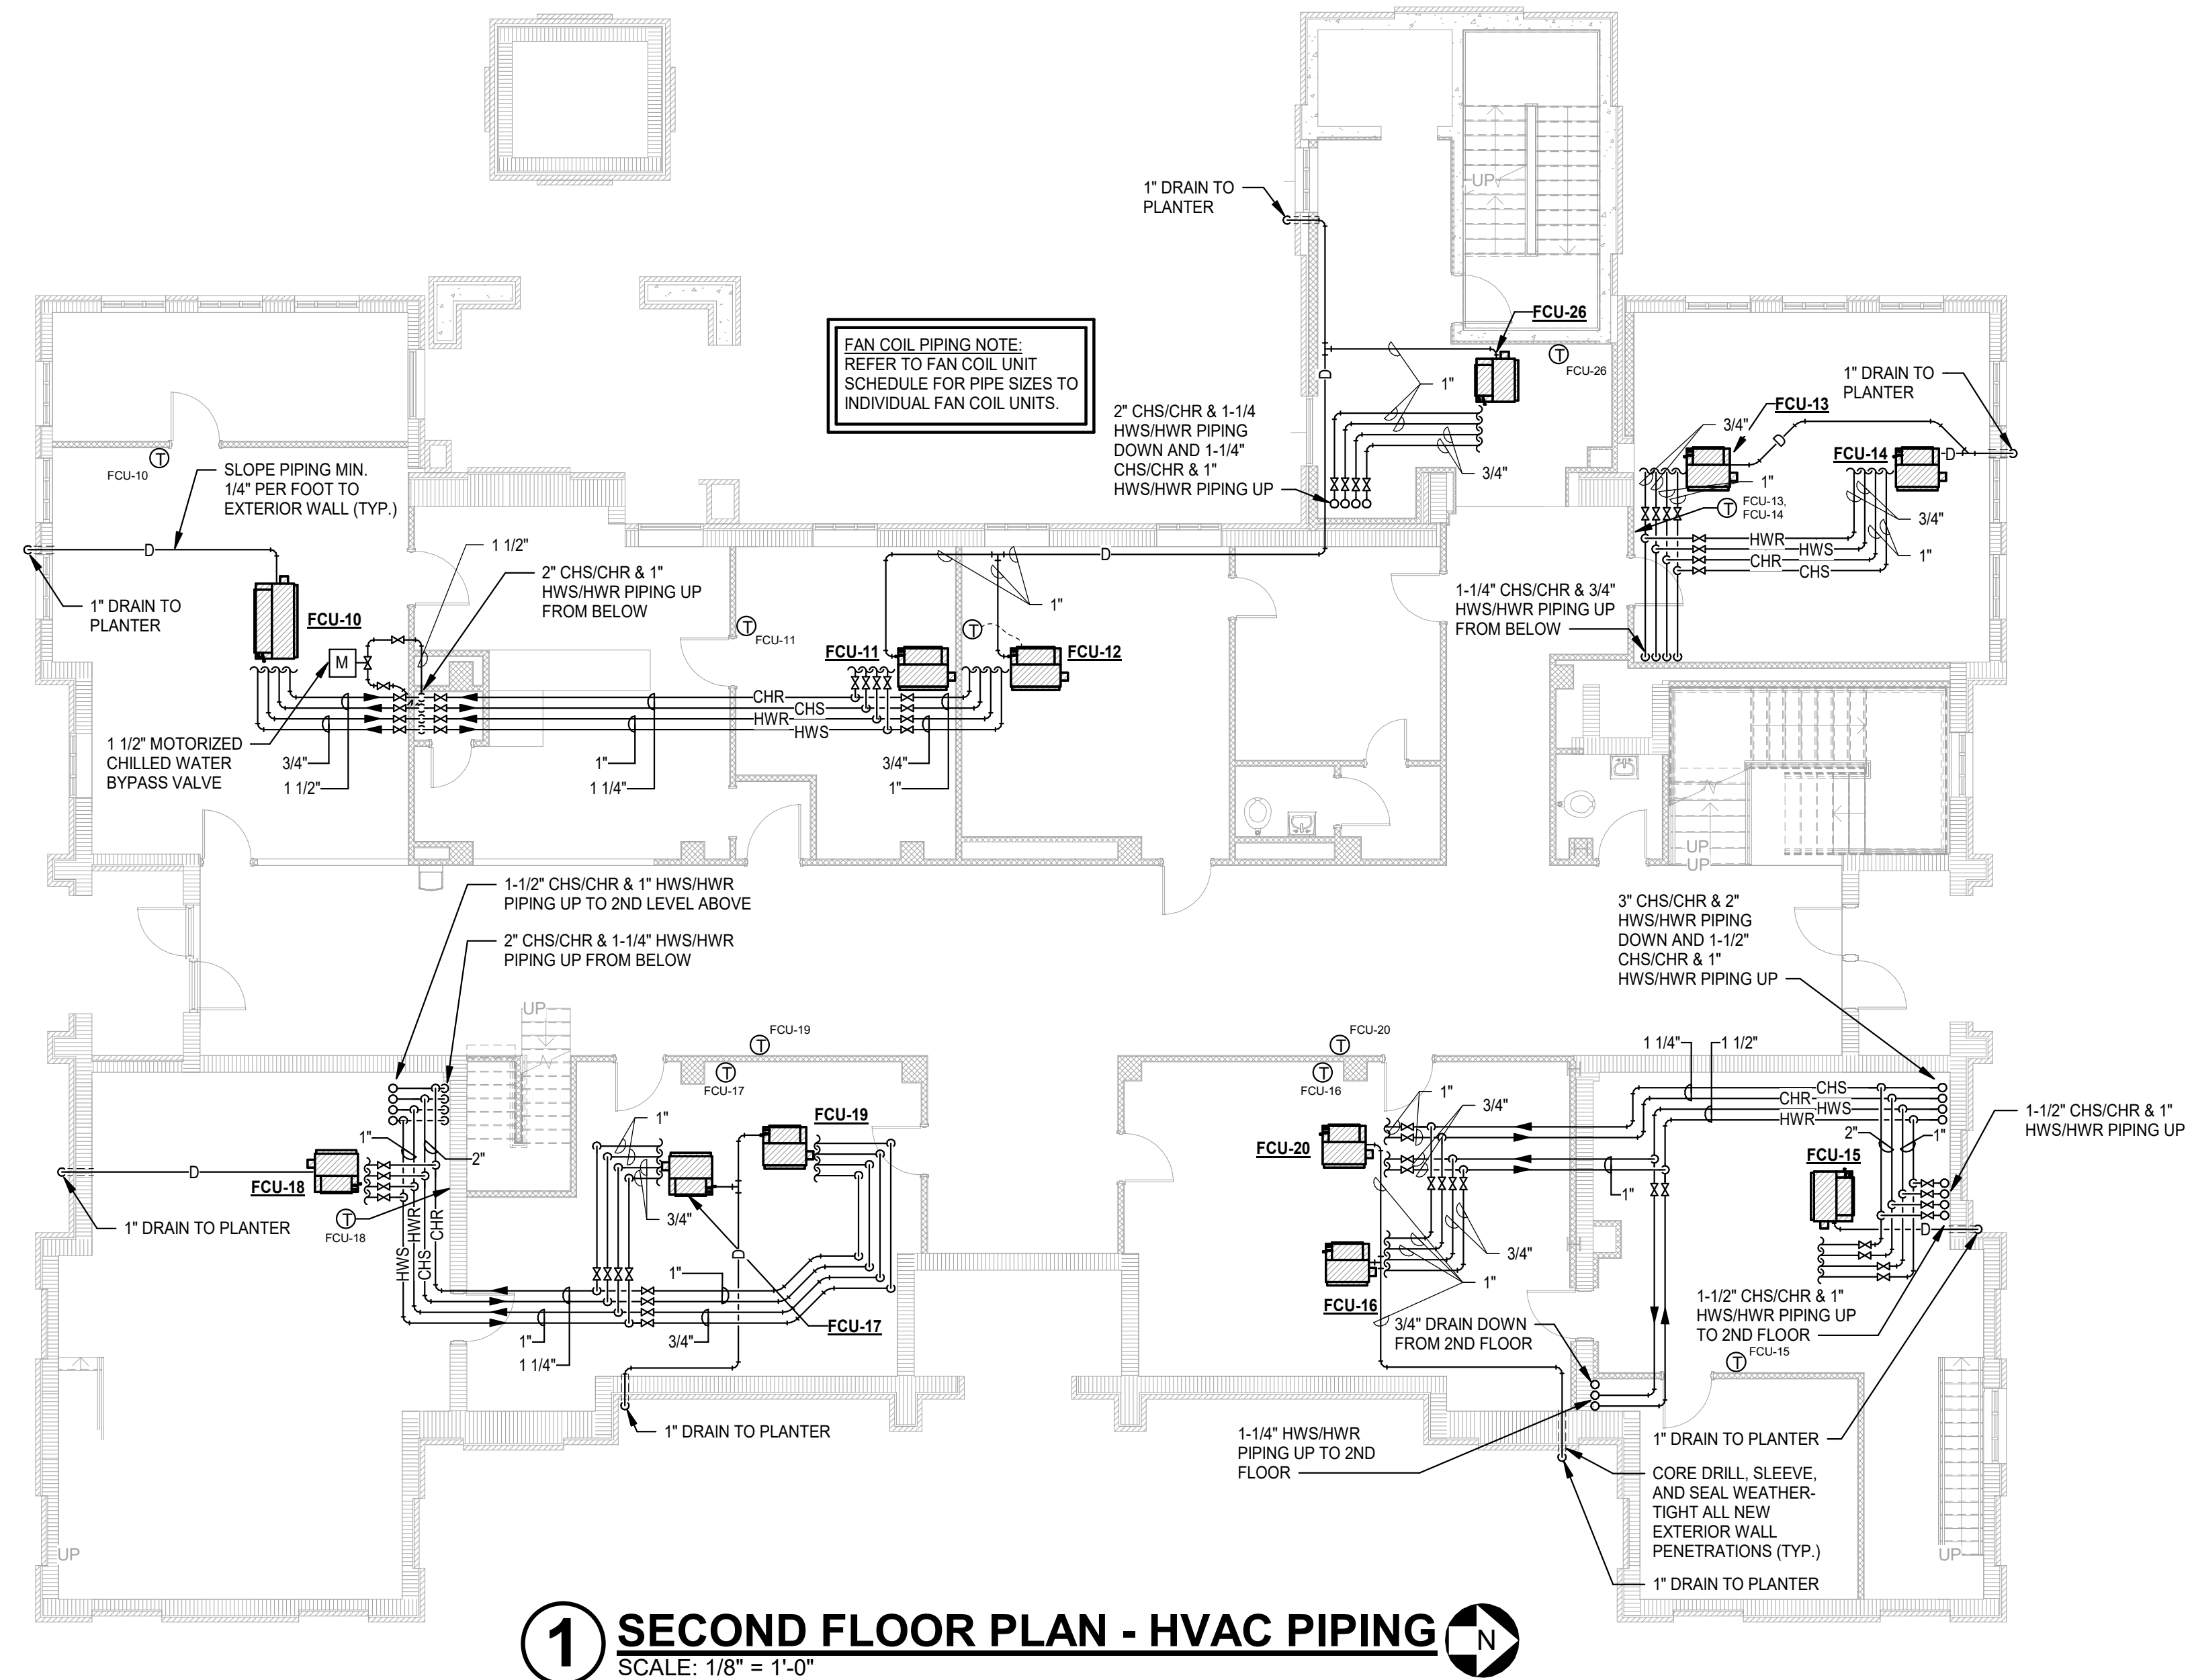 1" DRAIN TO
PLANTER
UP
FCU-26
FAN COIL PIPING NOTE:
REFER TO FAN COIL UNIT
SCHEDULE FOR PIPE SIZES TO
INDIVIDUAL FAN COIL UNITS.
T
FCU-26
D
1"
3/4"
2" CHS/CHR & 1-1/4
HWS/HWR PIPING
DOWN AND 1-1/4"
CHS/CHR & 1"
HWS/HWR PIPING UP
1" DRAIN TO
PLANTER
FCU-13
3/4"
D
FCU-14
D
1"
T
FCU-13,
FCU-14
3/4"
1"
HWR
HWS
CHR
CHS
1-1/4" CHS/CHR & 3/4"
HWS/HWR PIPING UP
FROM BELOW
T
FCU-10
SLOPE PIPING MIN.
1/4" PER FOOT TO
EXTERIOR WALL (TYP.)
D
1" DRAIN TO
PLANTER
FCU-10
M
1 1/2"
2" CHS/CHR & 1"
HWS/HWR PIPING UP
FROM BELOW
T
FCU-11
D
1"
T
FCU-11
FCU-12
CHR
CHS
HWR
HWS
1 1/2" MOTORIZED
CHILLED WATER
BYPASS VALVE
3/4"
1 1/2"
1"
1 1/4"
3/4"
1"
UP
UP
1-1/2" CHS/CHR & 1" HWS/HWR
PIPING UP TO 2ND LEVEL ABOVE
2" CHS/CHR & 1-1/4" HWS/HWR
PIPING UP FROM BELOW
3" CHS/CHR & 2"
HWS/HWR PIPING
DOWN AND 1-1/2"
CHS/CHR & 1"
HWS/HWR PIPING UP
UP
T
FCU-19
T
FCU-17
T
FCU-20
T
FCU-16
1 1/4"
1 1/2"
CHS
CHR
HWS
HWR
2"
1"
1-1/2" CHS/CHR & 1"
HWS/HWR PIPING UP
1"
2"
D
FCU-18
T
FCU-18
1" DRAIN TO PLANTER
HWS
HWR
CHS
CHR
1"
3/4"
FCU-19
D
1"
FCU-17
1"
1 1/4"
3/4"
1" DRAIN TO PLANTER
1"
3/4"
FCU-20
1"
FCU-15
D
3/4"
1"
FCU-16
3/4" DRAIN DOWN
FROM 2ND FLOOR
1-1/2" CHS/CHR & 1"
HWS/HWR PIPING UP
TO 2ND FLOOR
T
FCU-15
1-1/4" HWS/HWR
PIPING UP TO 2ND
FLOOR
1" DRAIN TO PLANTER
CORE DRILL, SLEEVE,
AND SEAL WEATHER-
TIGHT ALL NEW
EXTERIOR WALL
PENETRATIONS (TYP.)
1" DRAIN TO PLANTER
UP
UP
1
SECOND FLOOR PLAN - HVAC PIPING
N
SCALE: 1/8" = 1'-0"